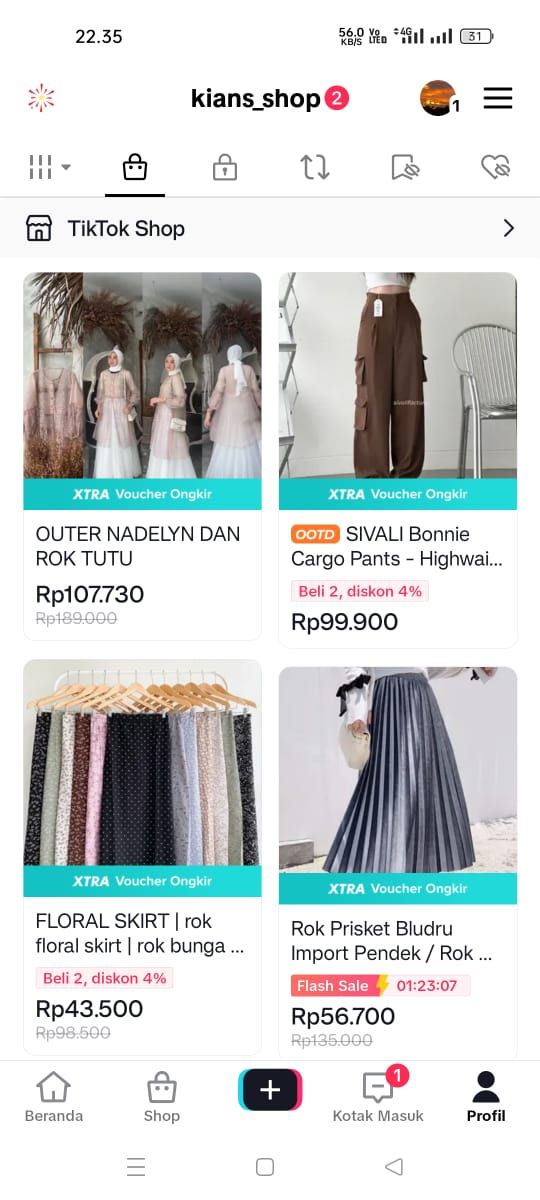 22.35
56.0 KB/S
Vo LTED
4G
31
kians_shop 2
1
TikTok Shop
XTRA Voucher Ongkir
OUTER NADELYN DAN
ROK TUTU
Rp107.730
Rp189.000
XTRA Voucher Ongkir
OOTD SIVALI Bonnie
Cargo Pants - Highwai...
Beli 2, diskon 4%
Rp99.900
XTRA Voucher Ongkir
FLORAL SKIRT | rok
floral skirt | rok bunga ...
Beli 2, diskon 4%
Rp43.500
Rp98.500
XTRA Voucher Ongkir
Rok Prisket Bludru
Import Pendek / Rok ...
Flash Sale 01:23:07
Rp56.700
Rp135.000
Beranda
Shop
1
Kotak Masuk
Profil